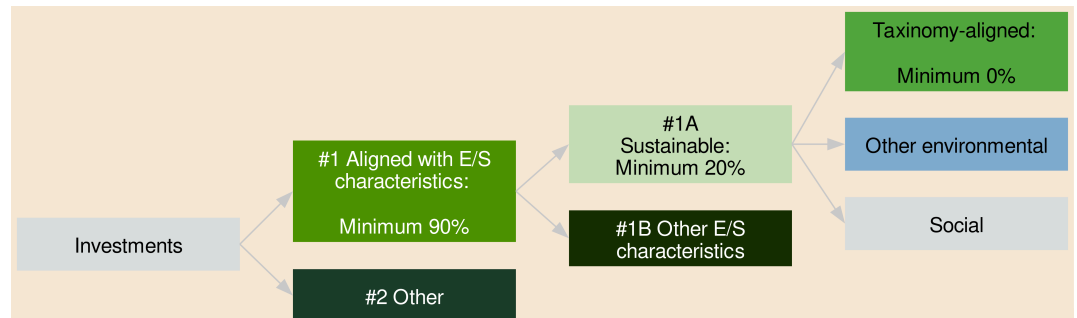 Investments
#1 Aligned with E/S
characteristics:
Minimum 90%
#2 Other
#1A
Sustainable:
Minimum 20%
#1B Other E/S
characteristics
Taxinomy-aligned:
Minimum 0%
Other environmental
Social